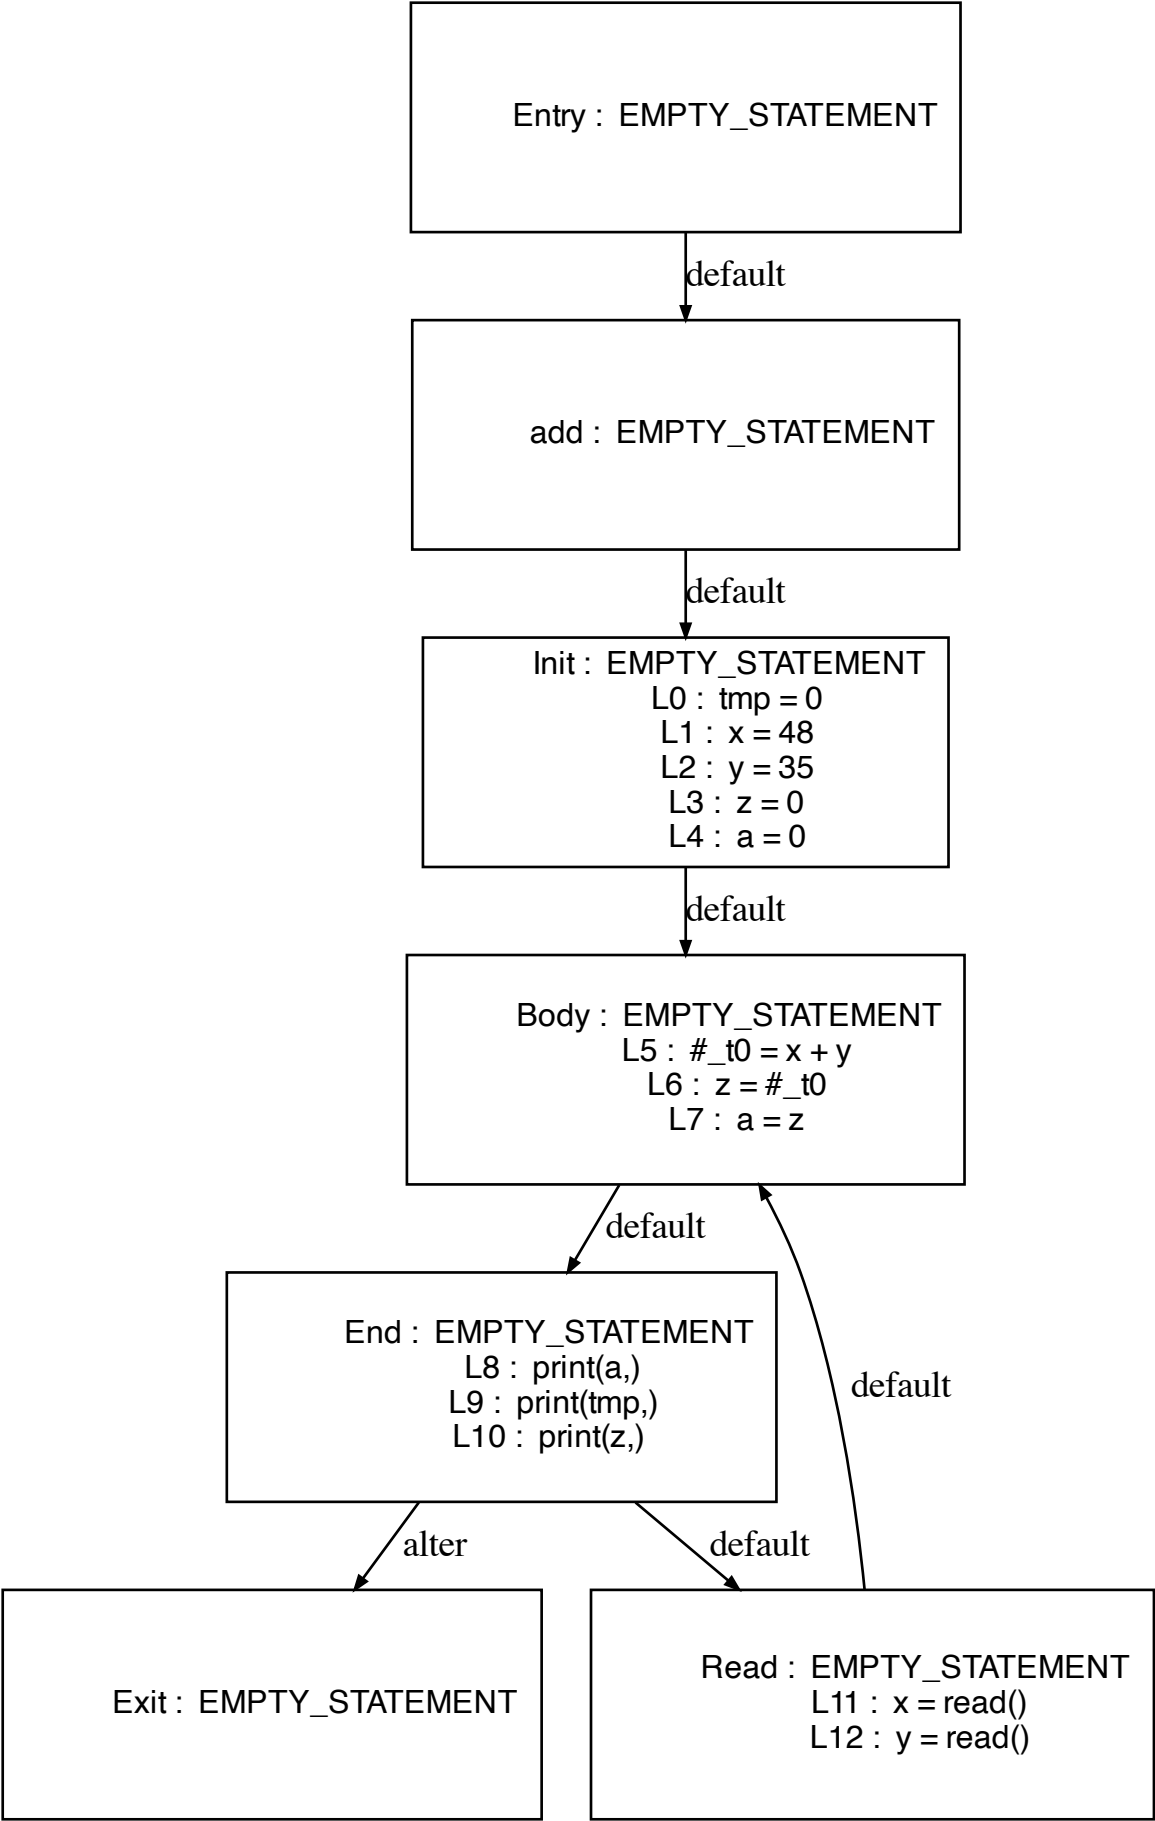 Entry : EMPTY_STATEMENT
default
add : EMPTY_STATEMENT
default
Init : EMPTY_STATEMENT
L0 : tmp = 0
L1 : x = 48
L2 : y = 35
L3 : z = 0
L4 : a = 0
default
Body : EMPTY_STATEMENT
L5 : #_t0 = x + y
L6 : z = #_t0
L7 : a = z
default
End : EMPTY_STATEMENT
L8 : print(a,)
L9 : print(tmp,)
L10 : print(z,)
default
alter
default
Exit : EMPTY_STATEMENT
Read : EMPTY_STATEMENT
L11 : x = read()
L12 : y = read()